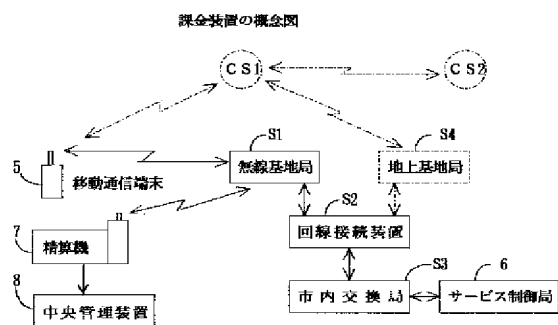 課金装置の概念図
CS1
CS2
S1
S4
5
移動通信端末
無線基地局
地上基地局
S2
7
精算機
回線接続装置
8
S3
6
中央管理装置
市内交換局
サービス制御局